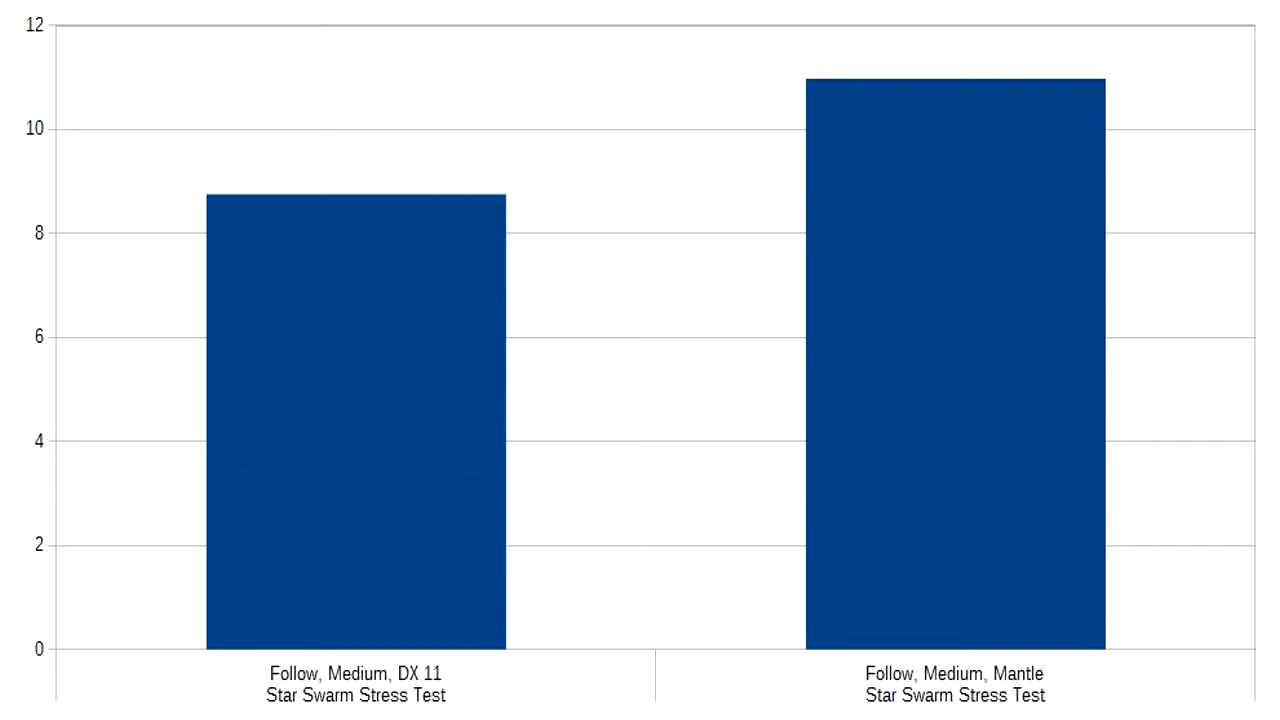 12
10
8
6
4
2
0
Follow, Medium, DX 11
Star Swarm Stress Test
Follow, Medium, Mantle
Star Swarm Stress Test